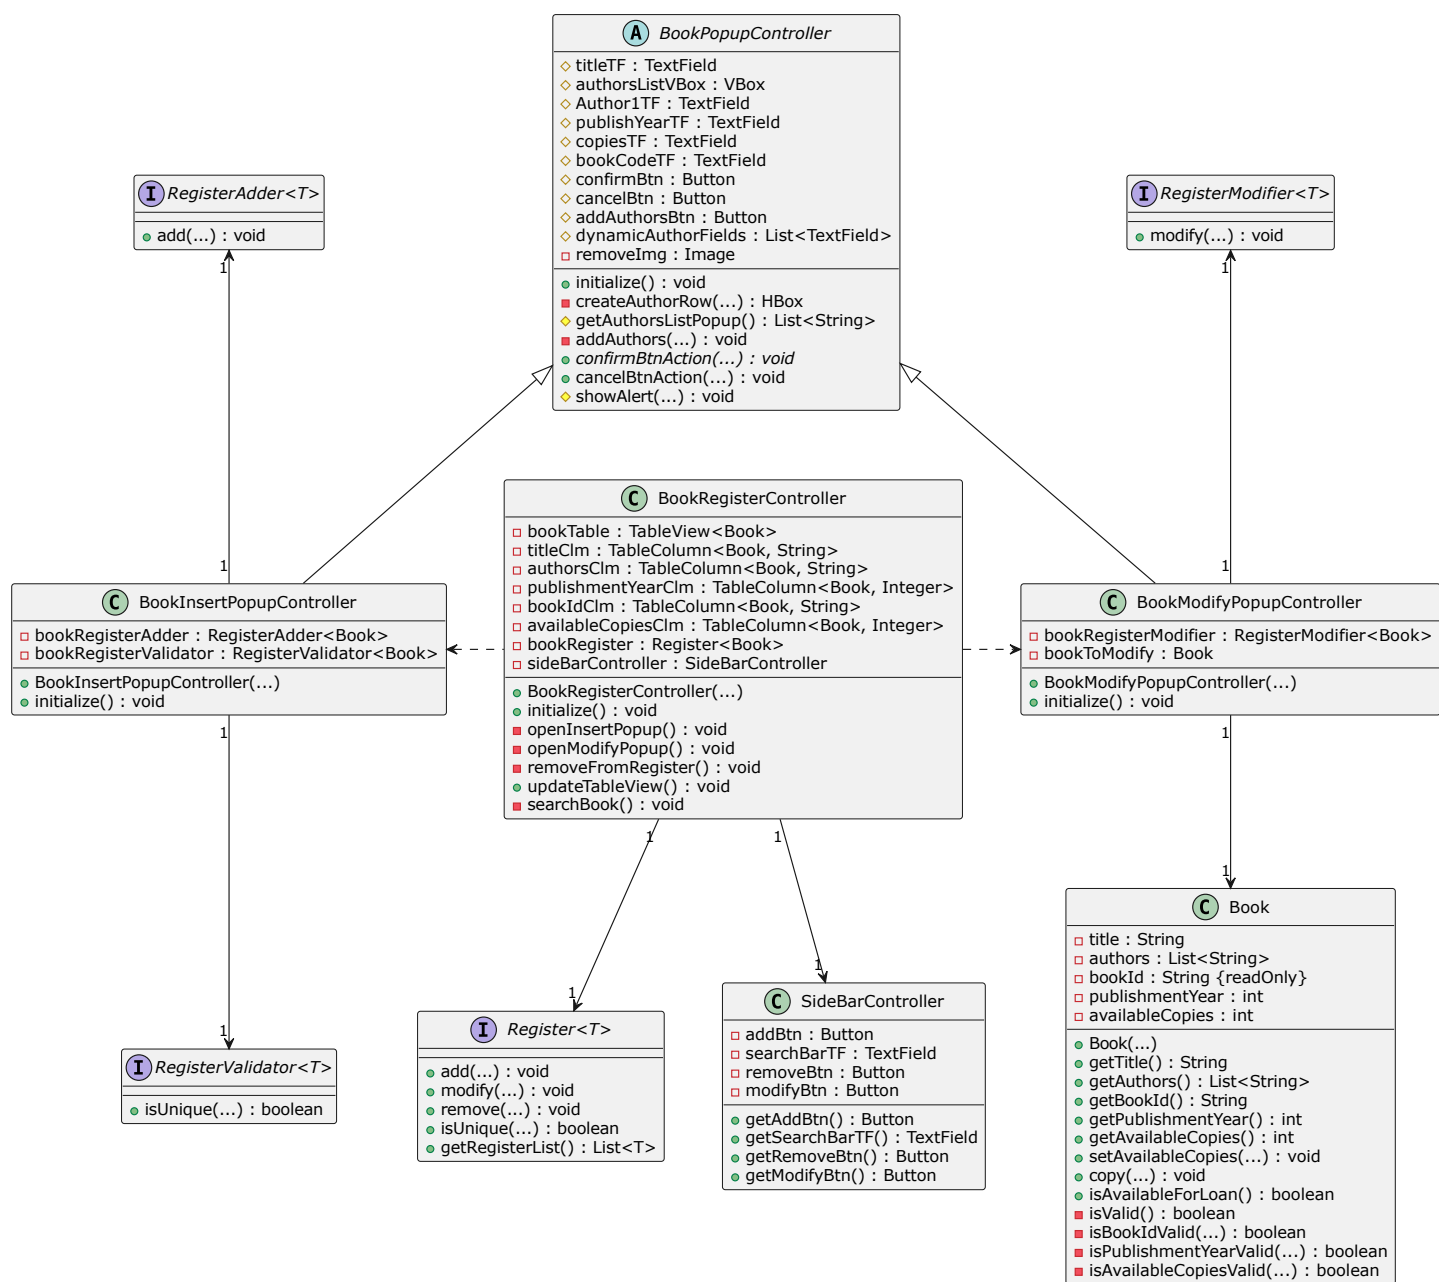 A BookPopupController
titleTF : TextField
authorsListVBox : VBox
Author1TF : TextField
publishYearTF : TextField
copiesTF : TextField
bookCodeTF : TextField
confirmBtn : Button
cancelBtn : Button
addAuthorsBtn : Button
dynamicAuthorFields : List<TextField>
removeImg : Image
initialize() : void
createAuthorRow(...) : HBox
getAuthorsListPopup() : List<String>
addAuthors(...) : void
confirmBtnAction(...) : void
cancelBtnAction(...) : void
showAlert(...) : void
I RegisterAdder<T>
add(...) : void
1
1
I RegisterModifier<T>
modify(...) : void
1
1
C BookInsertPopupController
bookRegisterAdder : RegisterAdder<Book>
bookRegisterValidator : RegisterValidator<Book>
BookInsertPopupController(...)
initialize() : void
1
1
C BookRegisterController
bookTable : TableView<Book>
titleClm : TableColumn<Book, String>
authorsClm : TableColumn<Book, String>
publishmentYearClm : TableColumn<Book, Integer>
bookIdClm : TableColumn<Book, String>
availableCopiesClm : TableColumn<Book, Integer>
bookRegister : Register<Book>
sideBarController : SideBarController
BookRegisterController(...)
initialize() : void
openInsertPopup() : void
openModifyPopup() : void
removeFromRegister() : void
updateTableView() : void
searchBook() : void
1
1
1
1
C BookModifyPopupController
bookRegisterModifier : RegisterModifier<Book>
bookToModify : Book
BookModifyPopupController(...)
initialize() : void
1
1
I RegisterValidator<T>
isUnique(...) : boolean
I Register<T>
add(...) : void
modify(...) : void
remove(...) : void
isUnique(...) : boolean
getRegisterList() : List<T>
C SideBarController
addBtn : Button
searchBarTF : TextField
removeBtn : Button
modifyBtn : Button
getAddBtn() : Button
getSearchBarTF() : TextField
getRemoveBtn() : Button
getModifyBtn() : Button
C Book
title : String
authors : List<String>
bookId : String {readOnly}
publishmentYear : int
availableCopies : int
Book(...)
getTitle() : String
getAuthors() : List<String>
getBookId() : String
getPublishmentYear() : int
getAvailableCopies() : int
setAvailableCopies(...) : void
copy(...) : void
isAvailableForLoan() : boolean
isValid() : boolean
isBookIdValid(...) : boolean
isPublishmentYearValid(...) : boolean
isAvailableCopiesValid(...) : boolean